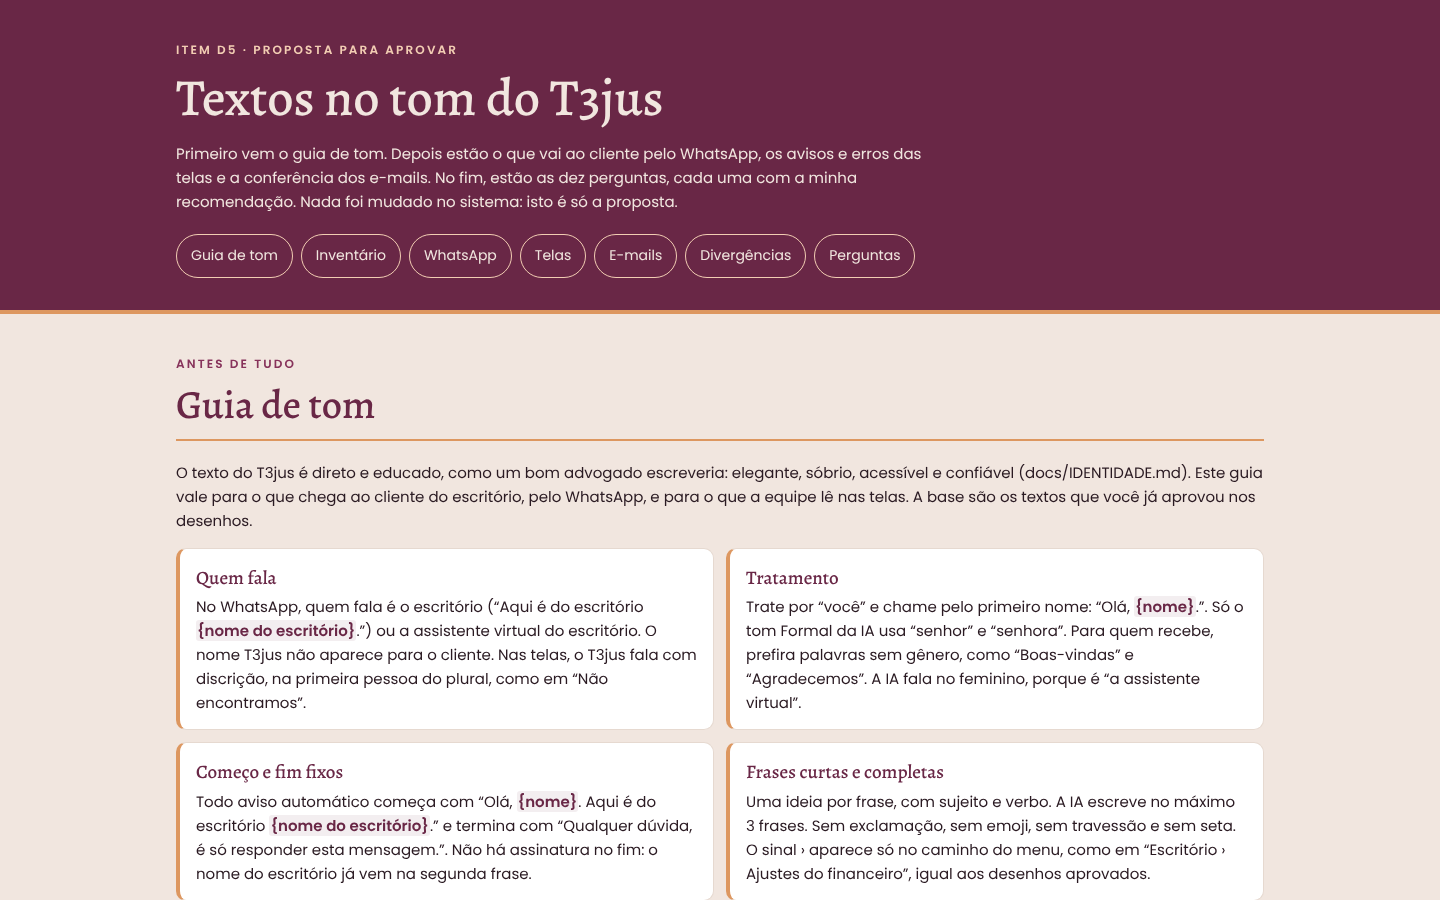 ITEM D5 · PROPOSTA PARA APROVAR
Textos no tom do T3jus
Primeiro vem o guia de tom. Depois estão o que vai ao cliente pelo WhatsApp, os avisos e erros das
telas e a conferência dos e-mails. No fim, estão as dez perguntas, cada uma com a minha
recomendação. Nada foi mudado no sistema: isto é só a proposta.
Guia de tom
Inventário
WhatsApp
Telas
E-mails
Divergências
Perguntas
ANTES DE TUDO
Guia de tom
O texto do T3jus é direto e educado, como um bom advogado escreveria: elegante, sóbrio, acessível e confiável (docs/IDENTIDADE.md). Este guia
vale para o que chega ao cliente do escritório, pelo WhatsApp, e para o que a equipe lê nas telas. A base são os textos que você já aprovou nos
desenhos.
Quem fala
No WhatsApp, quem fala é o escritório (“Aqui é do escritório
{nome do escritório}.”) ou a assistente virtual do escritório. O
nome T3jus não aparece para o cliente. Nas telas, o T3jus fala com
discrição, na primeira pessoa do plural, como em “Não
encontramos”.
Tratamento
Trate por “você” e chame pelo primeiro nome: “Olá, {nome}.”. Só o
tom Formal da IA usa “senhor” e “senhora”. Para quem recebe,
prefira palavras sem gênero, como “Boas-vindas” e
“Agradecemos”. A IA fala no feminino, porque é “a assistente
virtual”.
Começo e fim fixos
Todo aviso automático começa com “Olá, {nome}. Aqui é do
escritório {nome do escritório}.” e termina com “Qualquer dúvida,
é só responder esta mensagem.”. Não há assinatura no fim: o
nome do escritório já vem na segunda frase.
Frases curtas e completas
Uma ideia por frase, com sujeito e verbo. A IA escreve no máximo
3 frases. Sem exclamação, sem emoji, sem travessão e sem seta.
O sinal › aparece só no caminho do menu, como em “Escritório ›
Ajustes do financeiro”, igual aos desenhos aprovados.